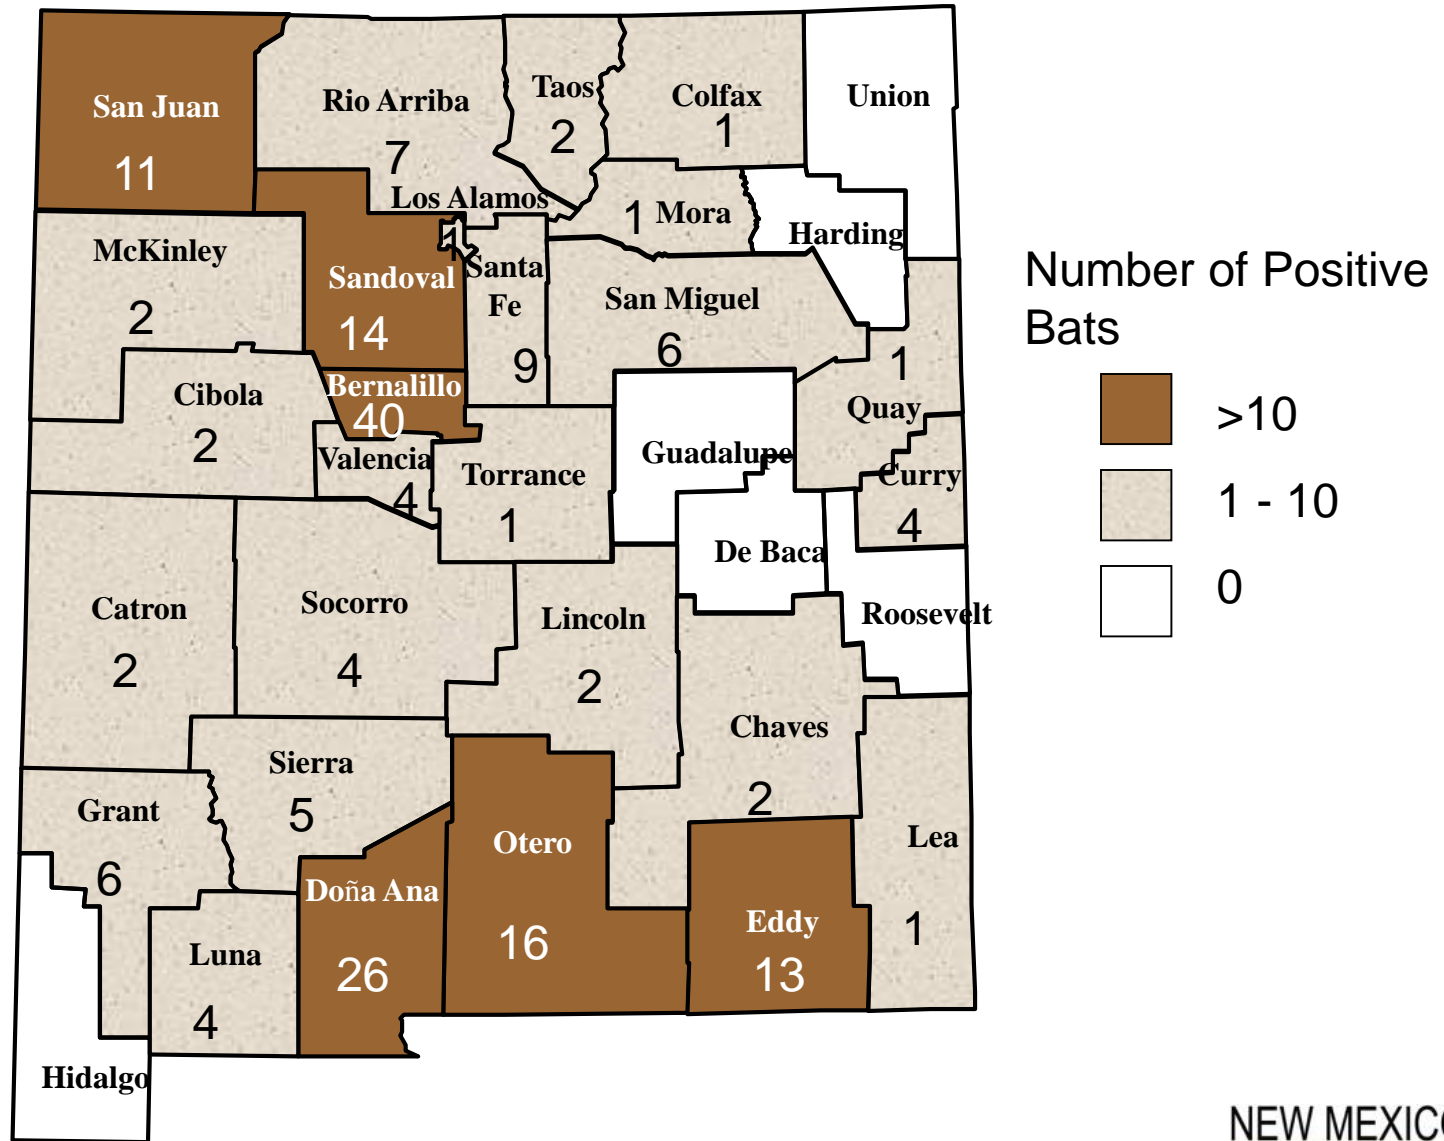 San Juan
11
Rio Arriba
7
Taos
2
Colfax
1
Union
Los Alamos
1
1 Mora
Harding
McKinley
2
Sandoval
14
Santa
Fe
9
San Miguel
6
1
Quay
Cibola
2
Bernalillo
40
Valencia
4
Torrance
1
Guadalupe
Curry
4
De Baca
Roosevelt
Catron
2
Socorro
4
Lincoln
2
Chaves
2
Sierra
5
Grant
6
Otero
16
Lea
1
Doña Ana
26
Eddy
13
Luna
4
Hidalgo
Number of Positive
Bats
>10
1 - 10
0
NEW MEXICO